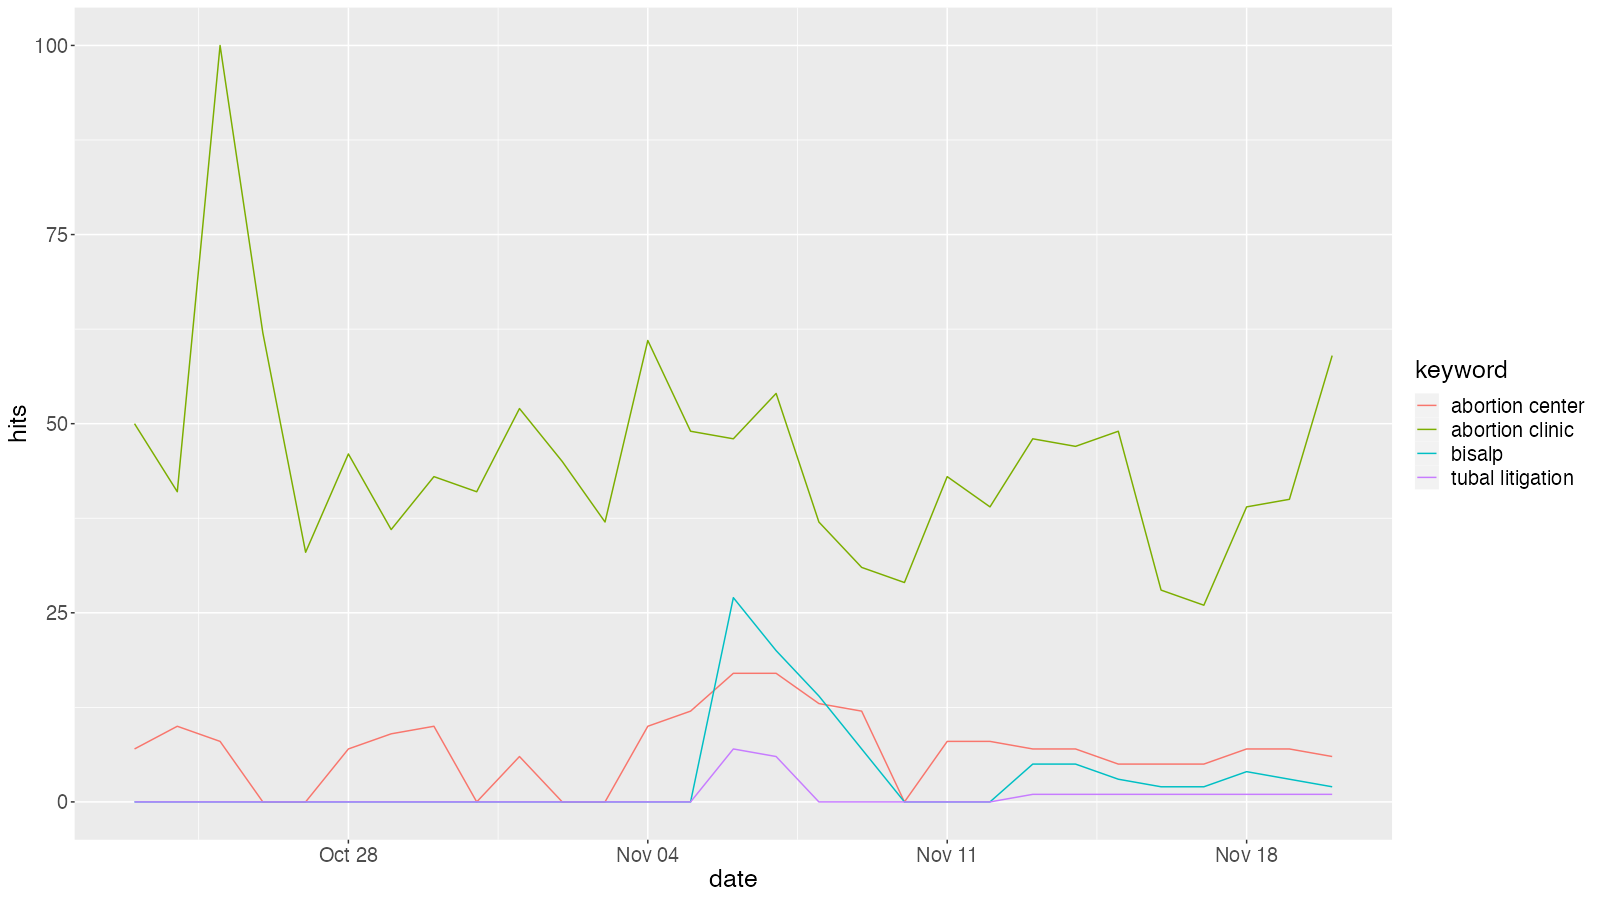 100
75
50
25
0
hits
Oct 28
Nov 04
Nov 11
Nov 18
date
keyword
abortion center
abortion clinic
bisalp
tubal litigation